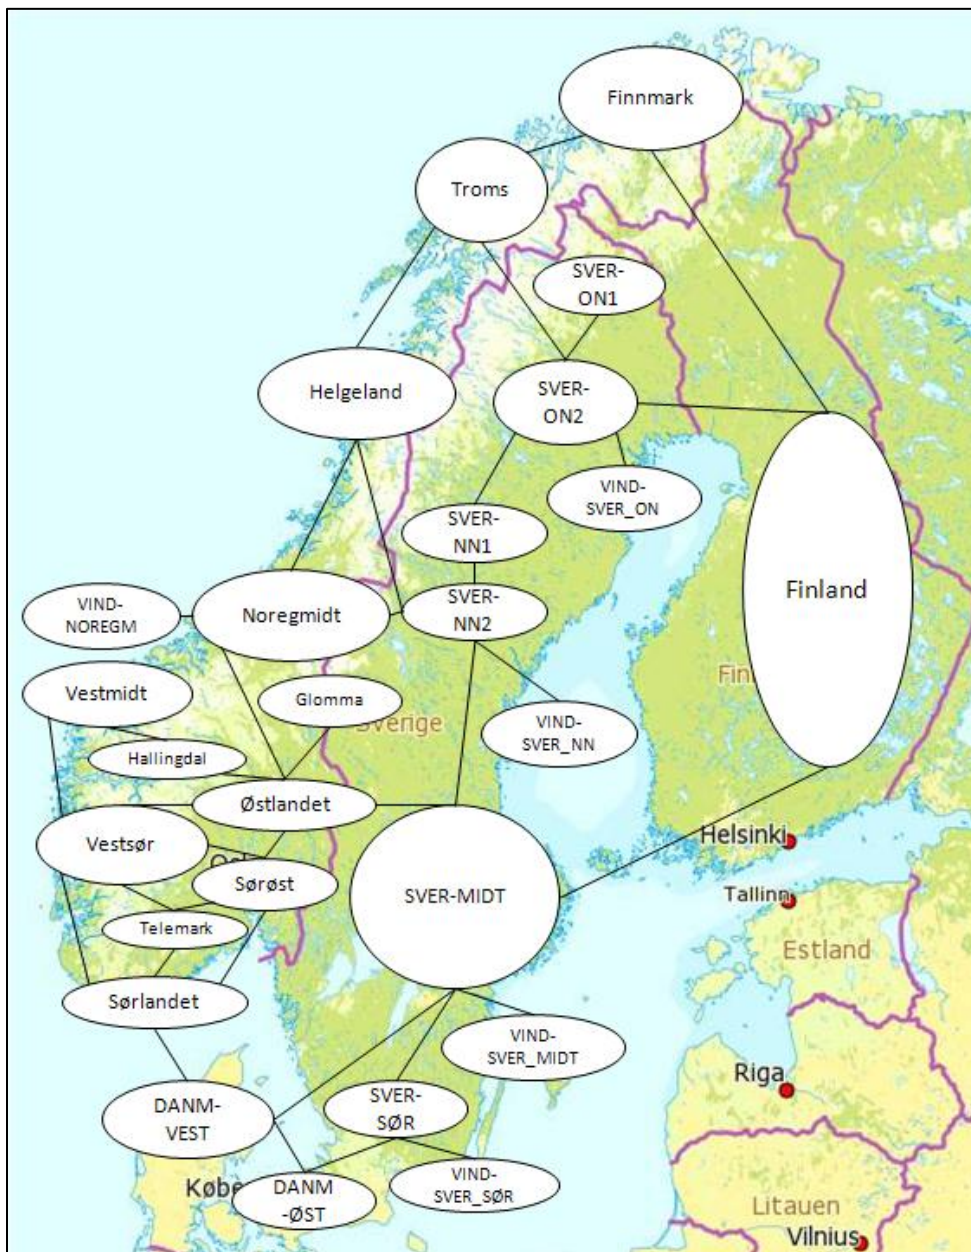 Finnmark
Troms
SVER-
ON1
Helgeland
SVER-
ON2
VIND-
SVER_ON
SVER-
NN1
Finland
VIND-
NOREGM
Noregmidt
SVER-
NN2
Vestmidt
Glomma
Sverige
VIND-
SVER_NN
Hallingdal
Østlandet
Vestsør
Helsinki
Sørøst
SVER-MIDT
Tallinn
Telemark
Estland
Sørlandet
VIND-
SVER_MIDT
Riga
DANM-
VEST
SVER-
SØR
VIND-
SVER_SØR
DANM
-ØST
Litauen
Vilnius